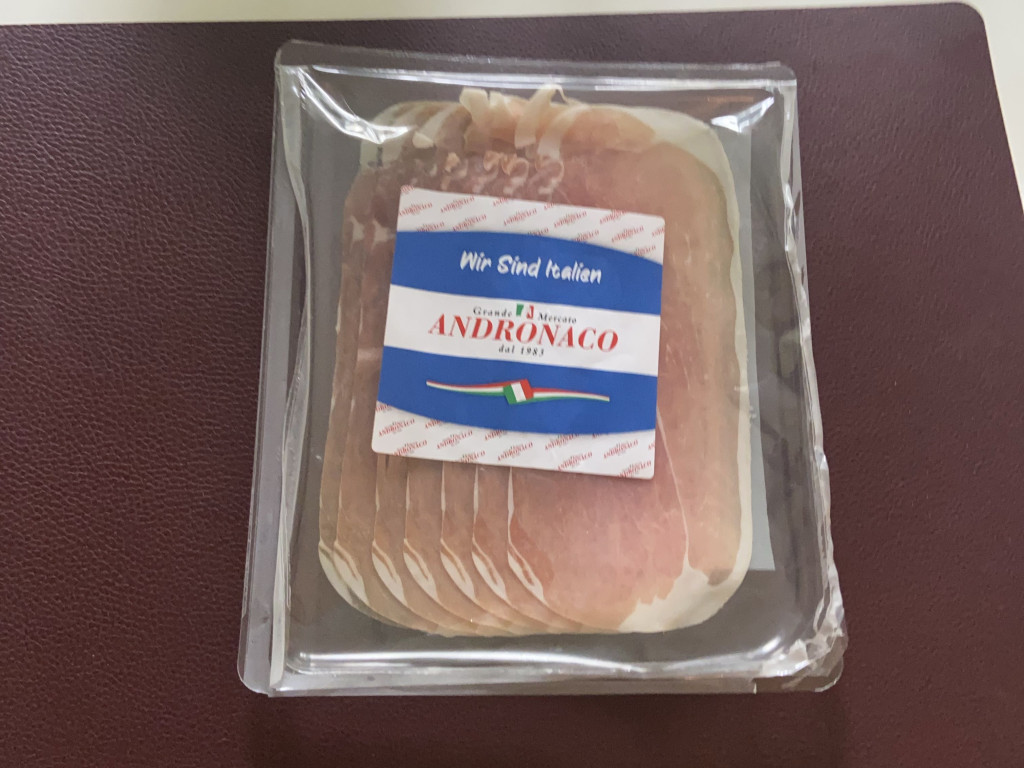 Wir Sind Italien
Grande Mercato
ANDRONACO
dal 1983